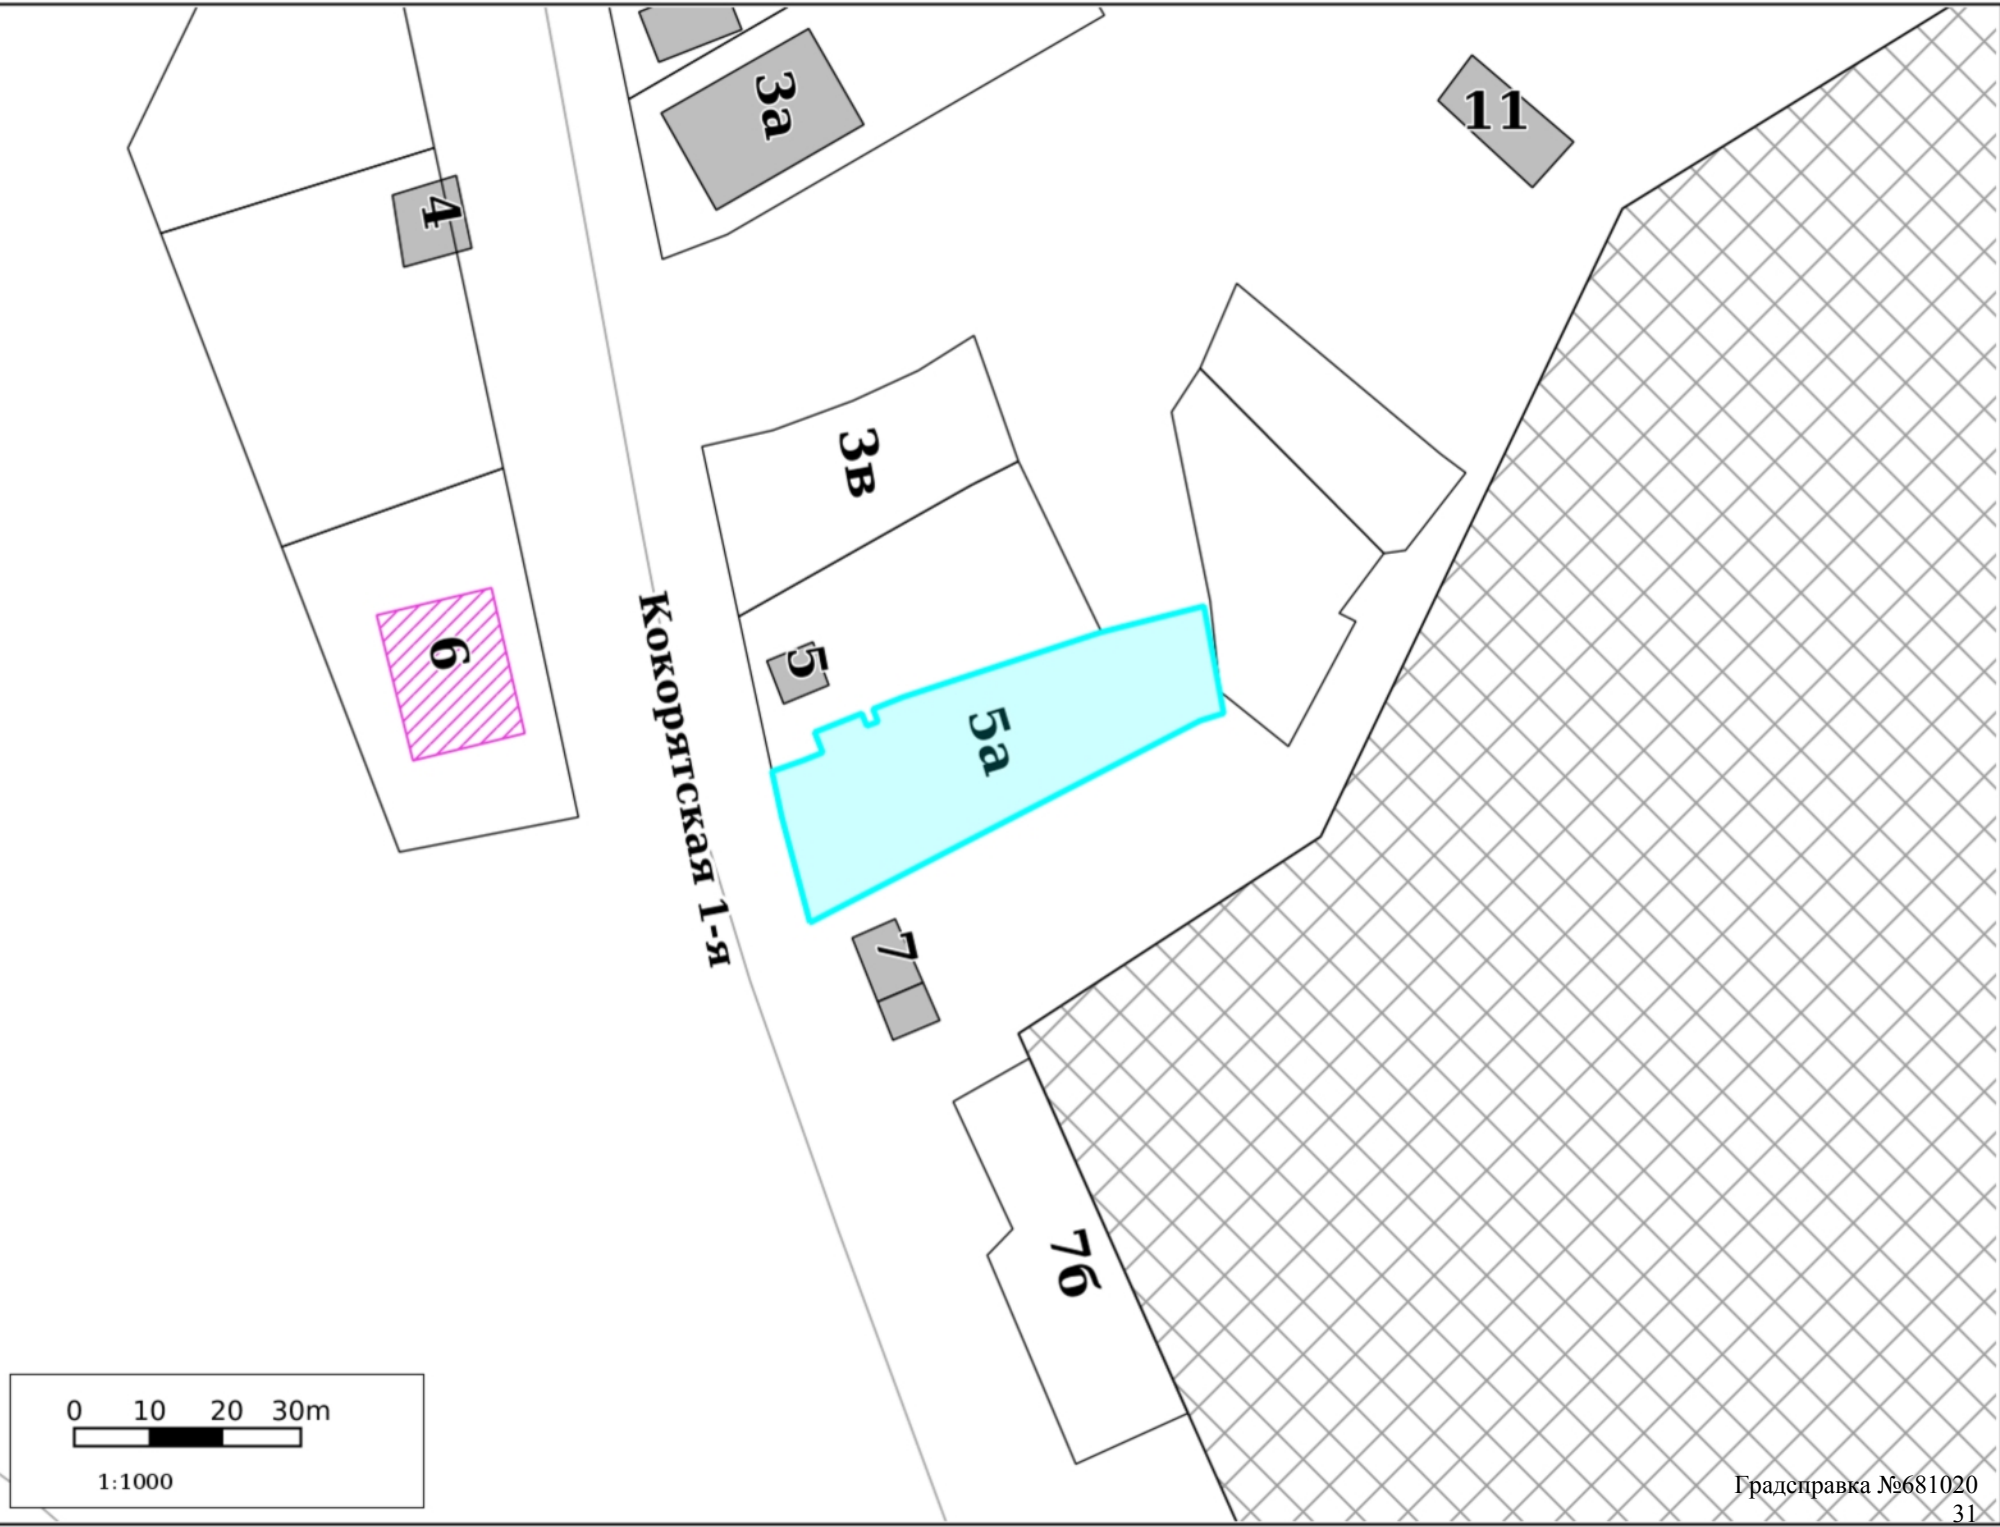 3а
11
4
3в
Кокорятская 1-я
6
5
5а
7
7б
0 10 20 30m
1:1000
Градсправка №681020
31